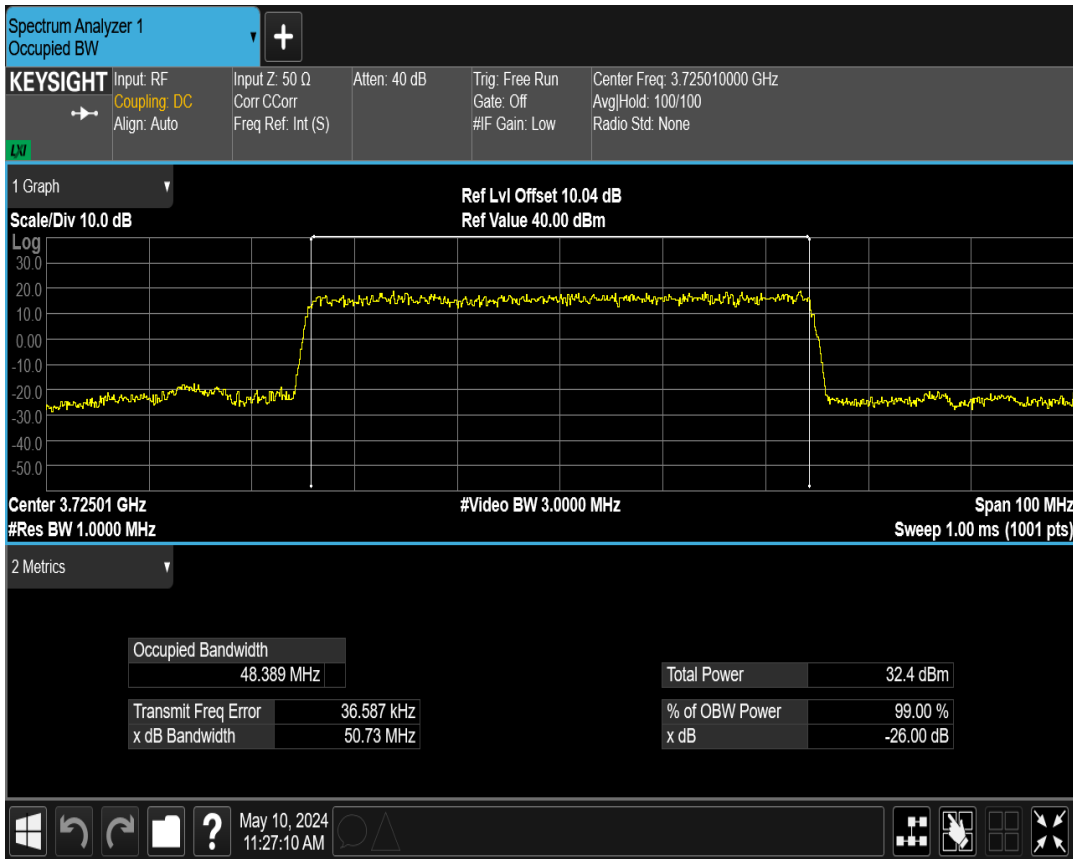 Spectrum Analyzer 1
Occupied BW
+
KEYSIGHT
LXI
Input: RF
Coupling: DC
Align: Auto
Input Z: 50 Ω
Corr CCorr
Freq Ref: Int (S)
Atten: 40 dB
Trig: Free Run
Gate: Off
#IF Gain: Low
Center Freq: 3.725010000 GHz
Avg|Hold: 100/100
Radio Std: None
1 Graph
Scale/Div 10.0 dB
Ref Lvl Offset 10.04 dB
Ref Value 40.00 dBm
Log
30.0
20.0
10.0
0.00
-10.0
-20.0
-30.0
-40.0
-50.0
Center 3.72501 GHz
#Video BW 3.0000 MHz
Span 100 MHz
#Res BW 1.0000 MHz
Sweep 1.00 ms (1001 pts)
2 Metrics
Occupied Bandwidth
48.389 MHz
Total Power 32.4 dBm
Transmit Freq Error 36.587 kHz
% of OBW Power 99.00 %
x dB Bandwidth 50.73 MHz
x dB -26.00 dB
?
May 10, 2024
11:27:10 AM